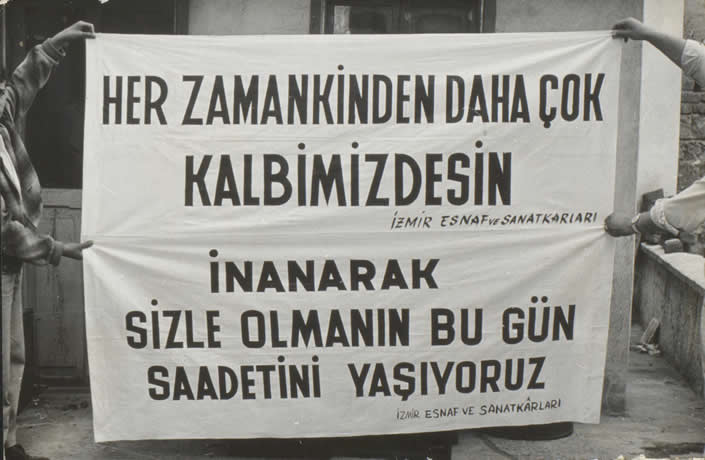 HER ZAMANKİNDEN DAHA ÇOK
KALBİMİZDESİN
İZMİR ESNAF VE SANATKARLARI
İNANARAK
SİZLE OLMANIN BU GÜN
SAADETİNİ YAŞIYORUZ
İZMİR ESNAF VE SANATKÂRLARI